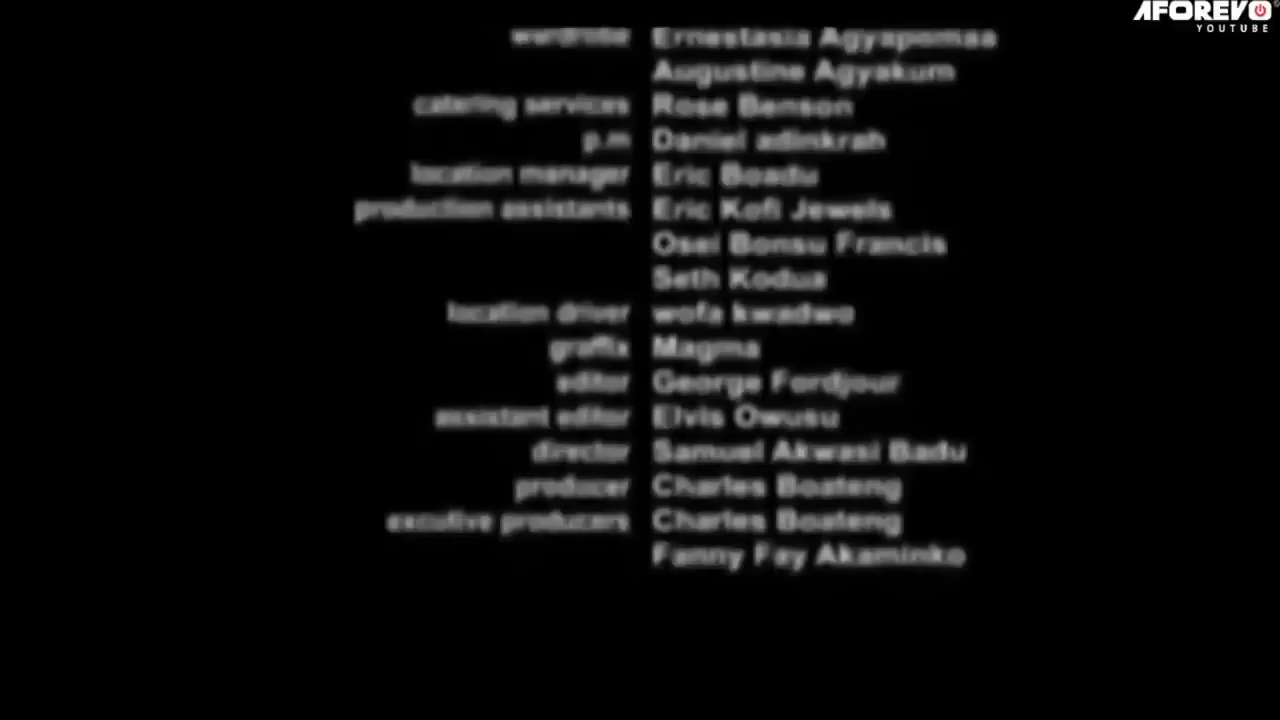 AFOREVO
YOUTUBE
wardrobe Ernestasia Agyapomaa
Augustine Agyakum
catering services Rose Benson
p.m Daniel adinkrah
location manager Eric Boadu
production assistants Eric Kofi Jewels
Osei Bonsu Francis
Seth Kodua
location driver wofa kwadwo
graffix Magma
editor George Fordjour
assistant editor Elvis Owusu
director Samuel Akwasi Badu
producer Charles Boateng
excutive producers Charles Boateng
Fanny Fay Akaminko